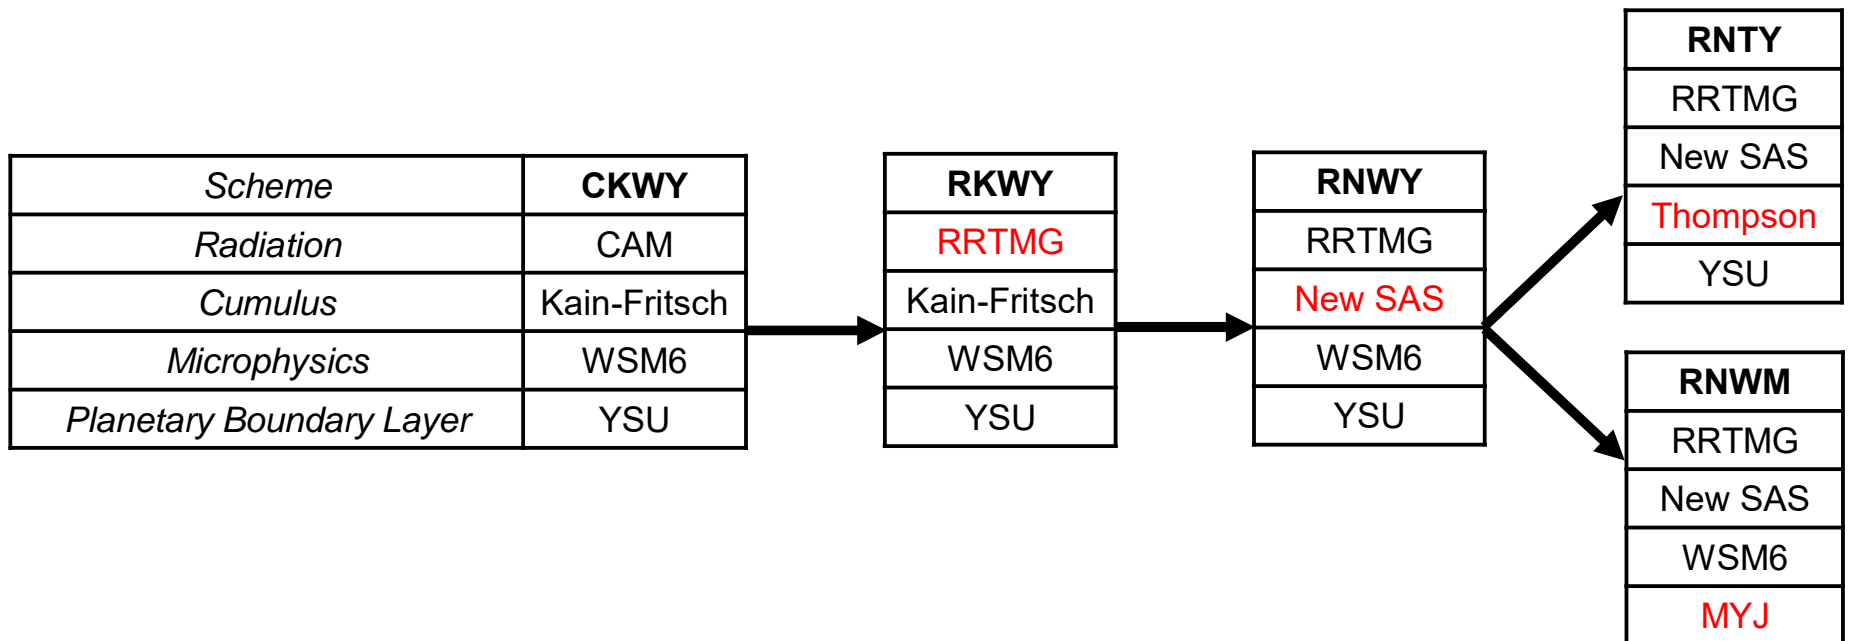 Scheme CKWY
Radiation CAM
Cumulus Kain-Fritsch
Microphysics WSM6
Planetary Boundary Layer YSU
RKWY
RRTMG
Kain-Fritsch
WSM6
YSU
RNWY
RRTMG
New SAS
WSM6
YSU
RNTY
RRTMG
New SAS
Thompson
YSU
RNWM
RRTMG
New SAS
WSM6
MYJ